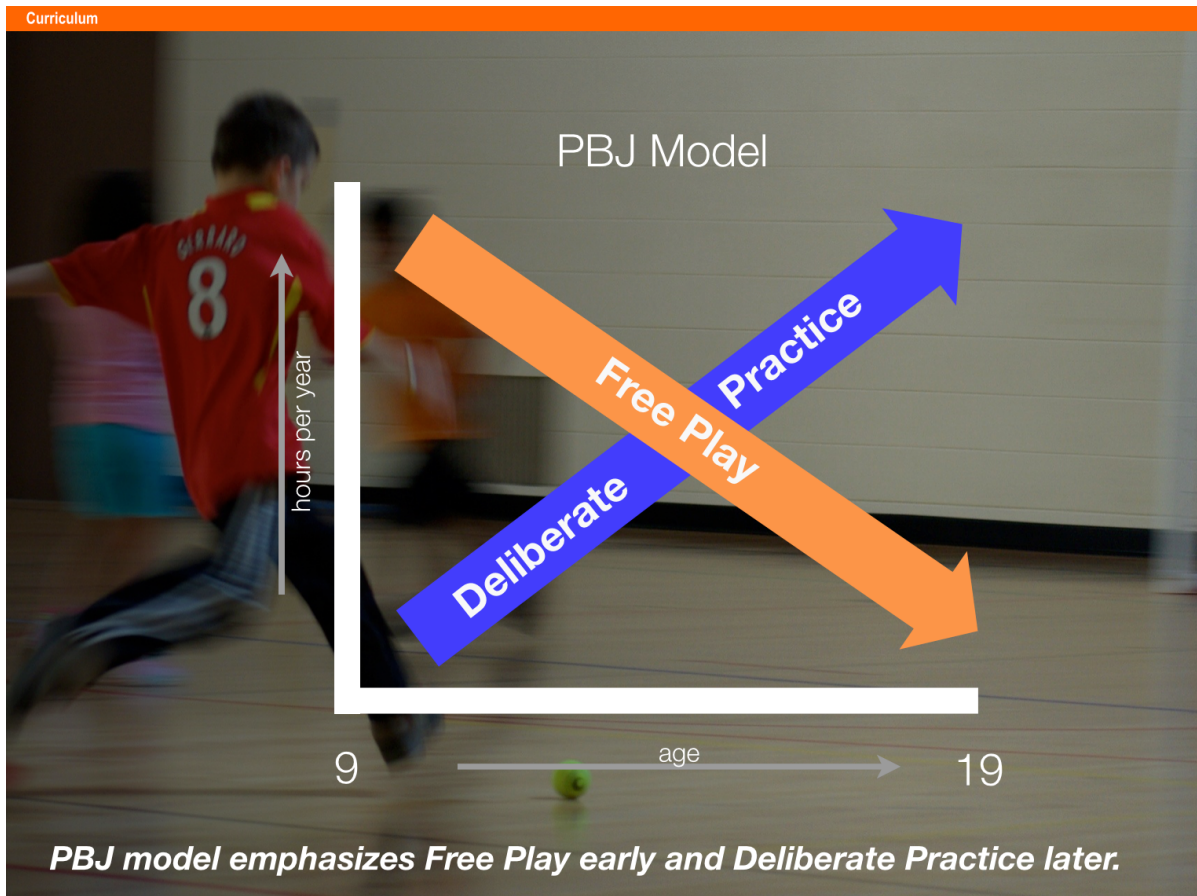 Curriculum
PBJ Model
GERRARD
8
hours per year
Free Play
Deliberate Practice
9
age
19
PBJ model emphasizes Free Play early and Deliberate Practice later.